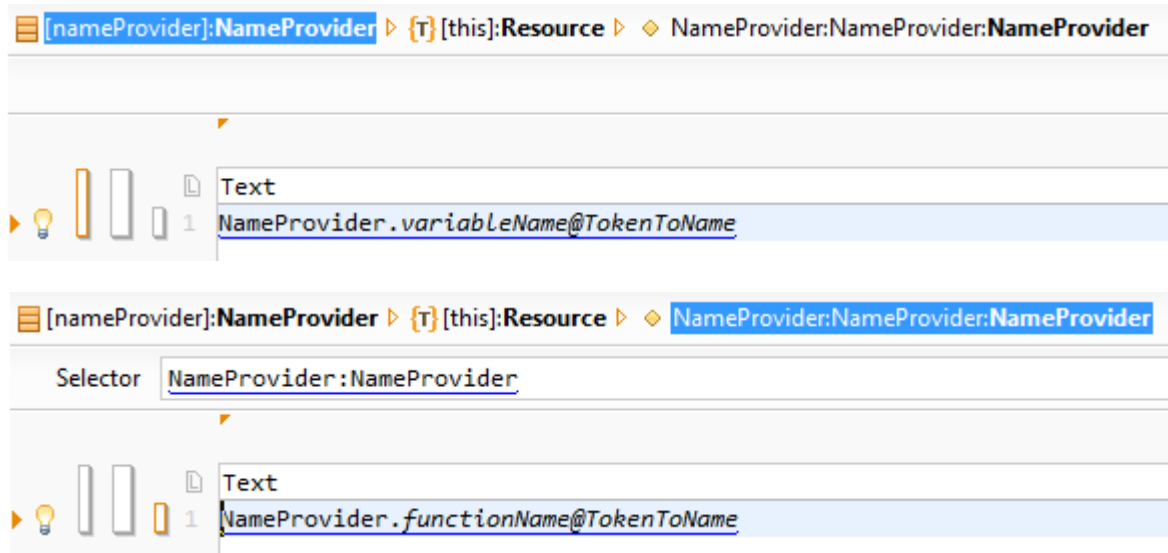 [nameProvider]:NameProvider {T} [this]:Resource NameProvider:NameProvider:NameProvider
L Text
1 NameProvider.variableName@TokenToName
[nameProvider]:NameProvider {T} [this]:Resource NameProvider:NameProvider:NameProvider
Selector NameProvider:NameProvider
L Text
1 NameProvider.functionName@TokenToName